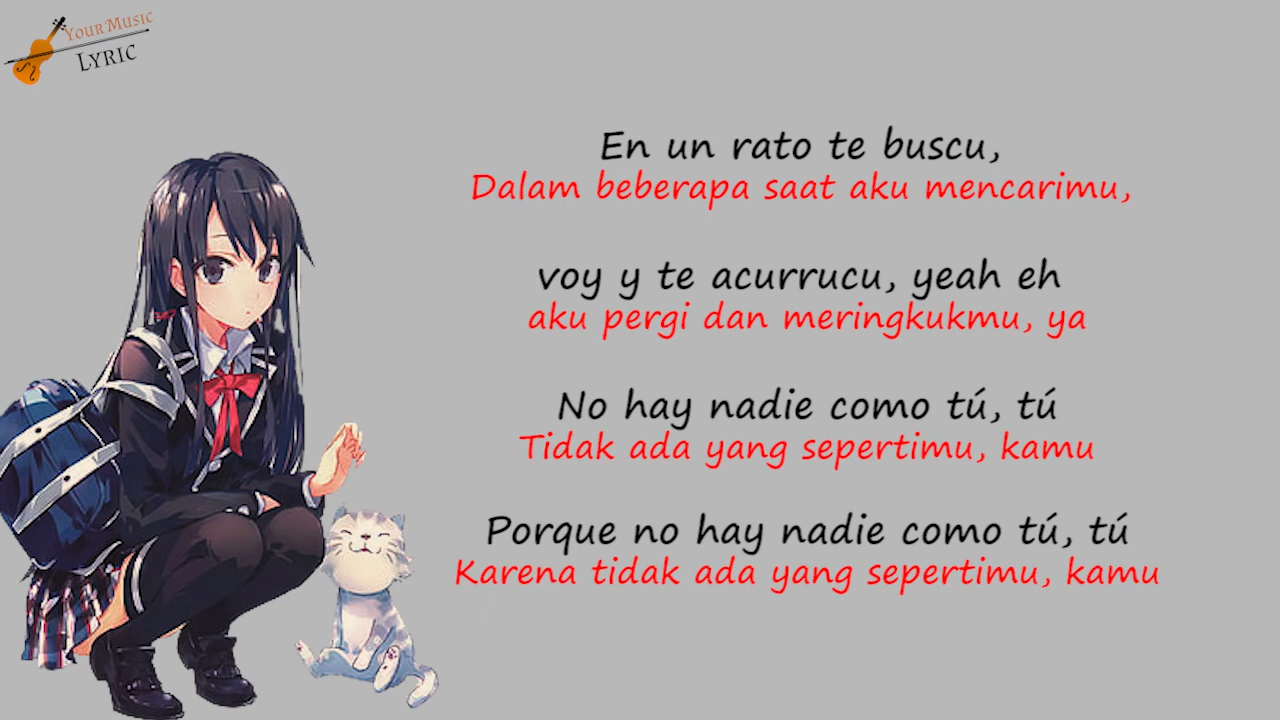 YOUR MUSIC
LYRIC
En un rato te buscu,
Dalam beberapa saat aku mencarimu,
voy y te acurrucu, yeah eh
aku pergi dan meringkukmu, ya
No hay nadie como tú, tú
Tidak ada yang sepertimu, kamu
Porque no hay nadie como tú, tú
Karena tidak ada yang sepertimu, kamu